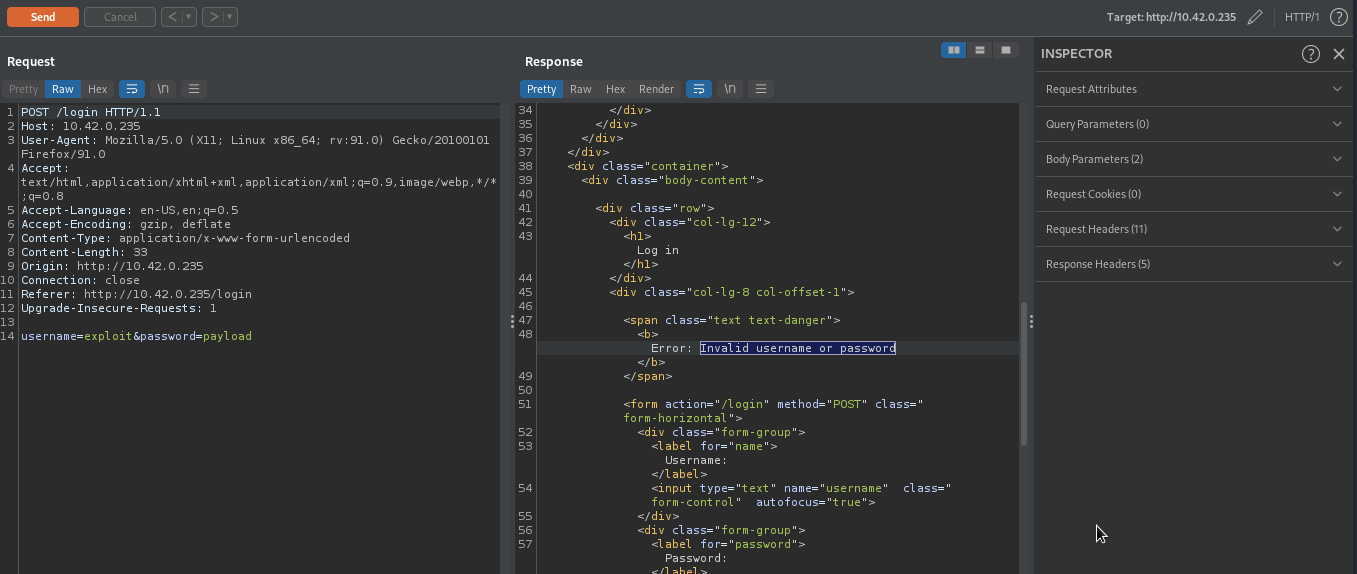 Send Cancel < > Target: http://10.42.0.235 HTTP/1 ?
Request
Pretty Raw Hex \n
1 POST /login HTTP/1.1
2 Host: 10.42.0.235
3 User-Agent: Mozilla/5.0 (X11; Linux x86_64; rv:91.0) Gecko/20100101
Firefox/91.0
4 Accept:
text/html,application/xhtml+xml,application/xml;q=0.9,image/webp,*/*
;q=0.8
5 Accept-Language: en-US,en;q=0.5
6 Accept-Encoding: gzip, deflate
7 Content-Type: application/x-www-form-urlencoded
8 Content-Length: 33
9 Origin: http://10.42.0.235
10 Connection: close
11 Referer: http://10.42.0.235/login
12 Upgrade-Insecure-Requests: 1
13
14 username=exploit&password=payload
Response
Pretty Raw Hex Render \n
34 </div>
35 </div>
36 </div>
37 </div>
38 <div class="container">
39 <div class="body-content">
40
41 <div class="row">
42 <div class="col-lg-12">
43 <h1>
Log in
</h1>
44 </div>
45 <div class="col-lg-8 col-offset-1">
46
47 <span class="text text-danger">
48 <b>
Error: Invalid username or password
</b>
49 </span>
50
51 <form action="/login" method="POST" class="
form-horizontal">
52 <div class="form-group">
53 <label for="name">
Username:
</label>
54 <input type="text" name="username" class="
form-control" autofocus="true">
55 </div>
56 <div class="form-group">
57 <label for="password">
Password:
</label>
INSPECTOR ?
Request Attributes
Query Parameters (0)
Body Parameters (2)
Request Cookies (0)
Request Headers (11)
Response Headers (5)